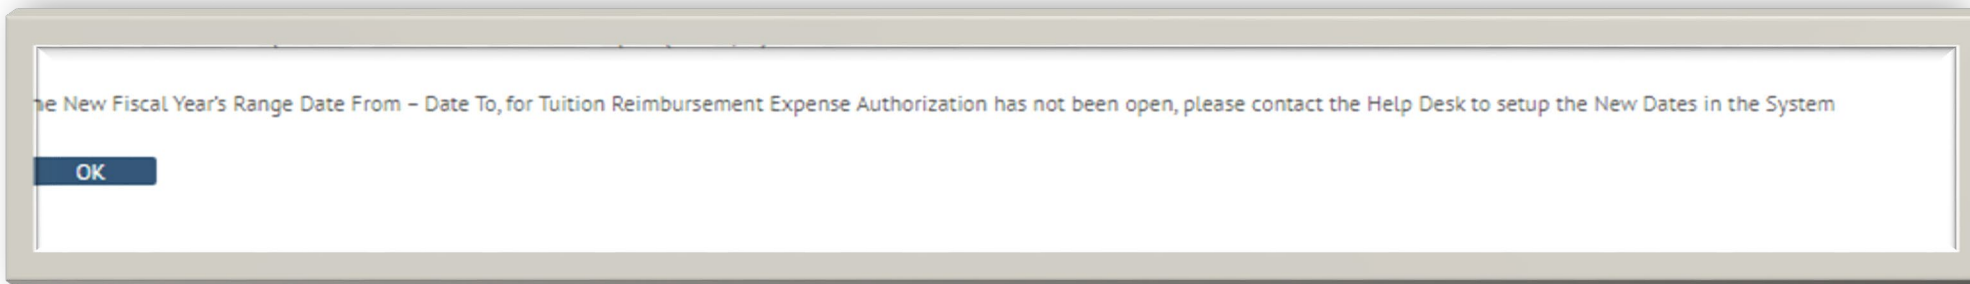 he New Fiscal Year's Range Date From – Date To, for Tuition Reimbursement Expense Authorization has not been open, please contact the Help Desk to setup the New Dates in the System
OK